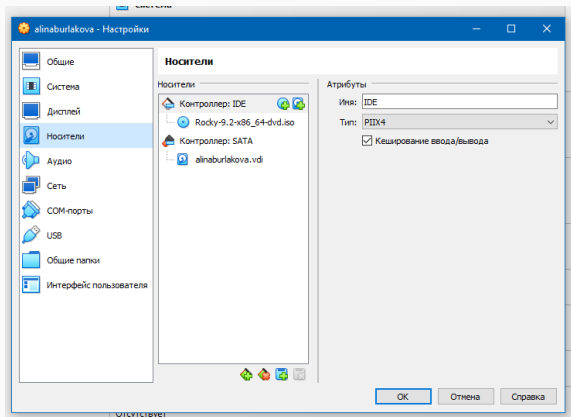 Система
alinaburlakova - Настройки
Общие
Система
Дисплей
Носители
Аудио
Сеть
COM-порты
USB
Общие папки
Интерфейс пользователя
Носители
Носители
Контроллер: IDE
Rocky-9.2-x86_64-dvd.iso
Контроллер: SATA
alinaburlakova.vdi
Атрибуты
Имя: IDE
Тип: PIIX4
Кеширование ввода/вывода
OK Отмена Справка
Отсутствует